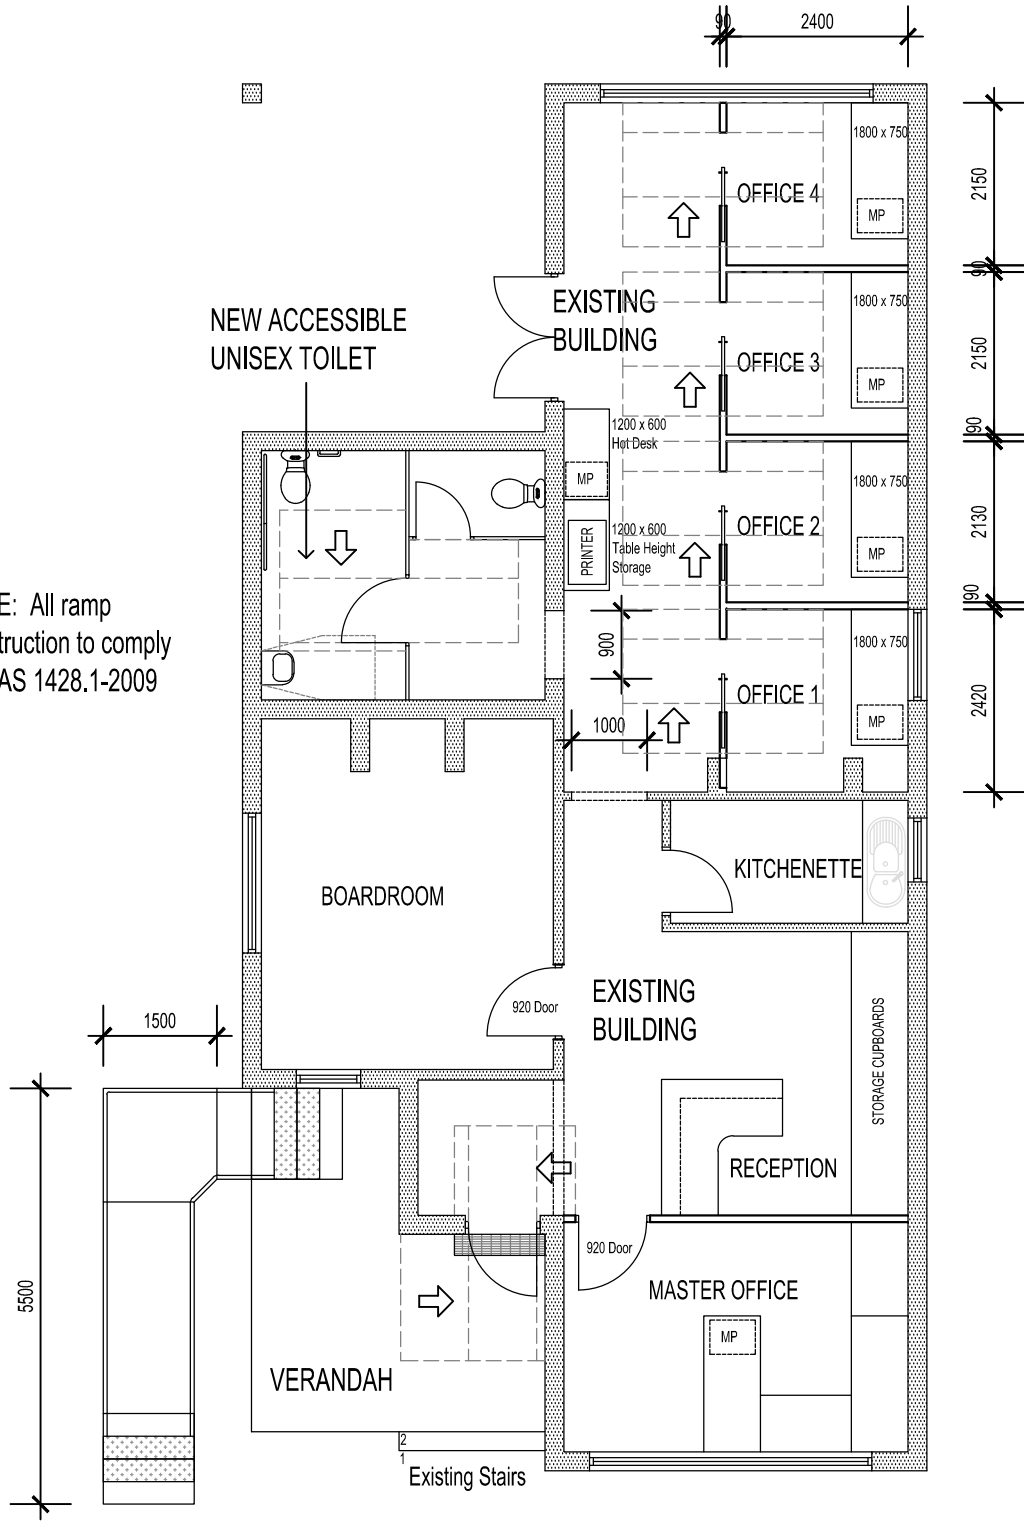 90
2400
1800 x 750
OFFICE 4
MP
2150
90
EXISTING
BUILDING
NEW ACCESSIBLE
UNISEX TOILET
1800 x 750
OFFICE 3
MP
2150
90
1200 x 600
Hot Desk
MP
1800 x 750
OFFICE 2
MP
2130
90
PRINTER
1200 x 600
Table Height
Storage
E: All ramp
truction to comply
AS 1428.1-2009
900
1800 x 750
OFFICE 1
MP
2420
1000
KITCHENETTE
BOARDROOM
920 Door
EXISTING
BUILDING
STORAGE CUPBOARDS
1500
RECEPTION
920 Door
MASTER OFFICE
MP
5500
VERANDAH
2
1
Existing Stairs